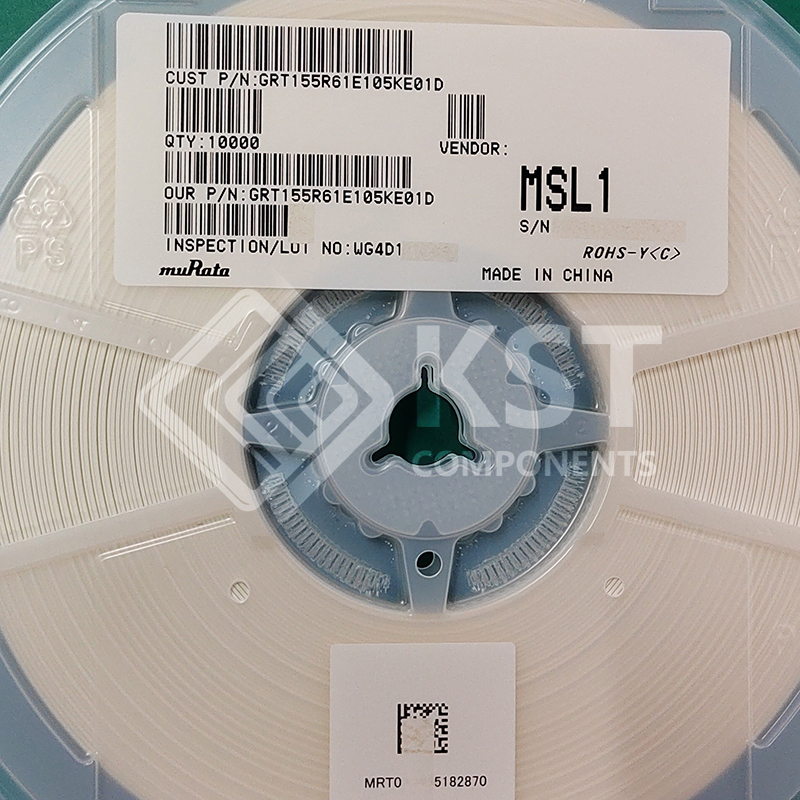 CUST P/N:GRT155R61E105KE01D
QTY:10000
VENDOR:
OUR P/N:GRT155R61E105KE01D
MSL1
S/N
INSPECTION/LOT NO:WG4D1
ROHS-Y<C>
muRata
MADE IN CHINA
PS
KST
COMPONENTS
MRT0 5182870